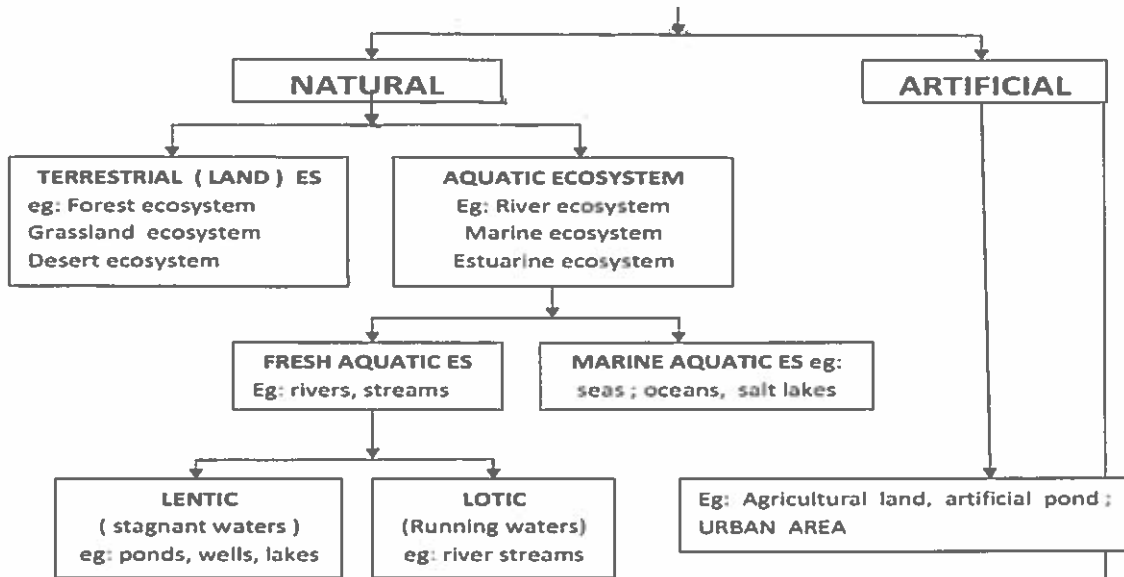 NATURAL
ARTIFICIAL
TERRESTRIAL ( LAND ) ES
eg: Forest ecosystem
Grassland ecosystem
Desert ecosystem
AQUATIC ECOSYSTEM
Eg: River ecosystem
Marine ecosystem
Estuarine ecosystem
FRESH AQUATIC ES
Eg: rivers, streams
MARINE AQUATIC ES eg:
seas ; oceans, salt lakes
LENTIC
( stagnant waters )
eg: ponds, wells, lakes
LOTIC
(Running waters)
eg: river streams
Eg: Agricultural land, artificial pond ;
URBAN AREA